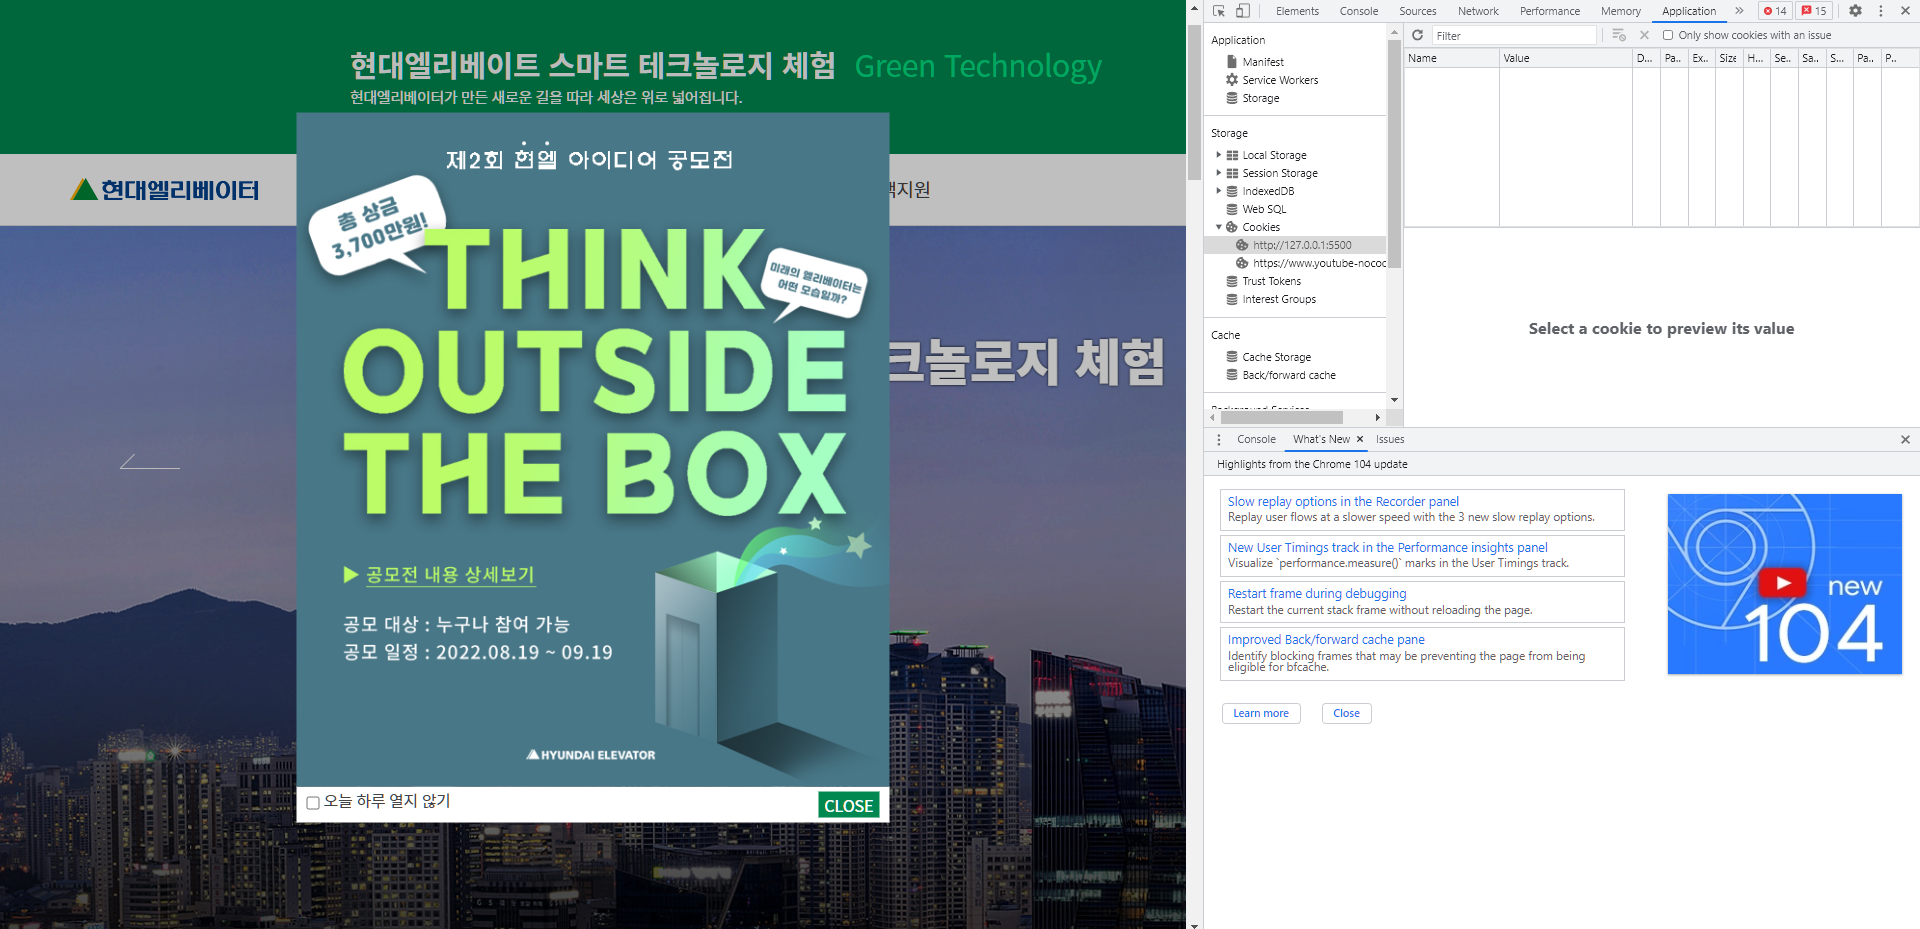 현대엘리베이트 스마트 테크놀로지 체험 Green Technology
현대엘리베이터가 만든 새로운 길을 따라 세상은 위로 넓어집니다.
현대엘리베이터
지원
크놀로지 체험
제2회 현엘 아이디어 공모전
총 상금
3,700만원!
THINK
미래의 엘리베이터는
어떤 모습일까?
OUTSIDE
THE BOX
▶ 공모전 내용 상세보기
공모 대상 : 누구나 참여 가능
공모 일정 : 2022.08.19 ~ 09.19
HYUNDAI ELEVATOR
오늘 하루 열지 않기
CLOSE
Elements Console Sources Network Performance Memory Application » 14 15
Application
Manifest
Service Workers
Storage
Storage
Local Storage
Session Storage
IndexedDB
Web SQL
Cookies
http://127.0.0.1:5500
https://www.youtube-nocoo
Trust Tokens
Interest Groups
Cache
Cache Storage
Back/forward cache
Background Services
Filter
Only show cookies with an issue
Name Value D... Pa.. Ex.. Size H... Se.. Sa.. S... Pa.. P..
Select a cookie to preview its value
Console What's New × Issues
Highlights from the Chrome 104 update
Slow replay options in the Recorder panel
Replay user flows at a slower speed with the 3 new slow replay options.
New User Timings track in the Performance insights panel
Visualize `performance.measure()` marks in the User Timings track.
Restart frame during debugging
Restart the current stack frame without reloading the page.
Improved Back/forward cache pane
Identify blocking frames that may be preventing the page from being
eligible for bfcache.
Learn more
Close
new
104